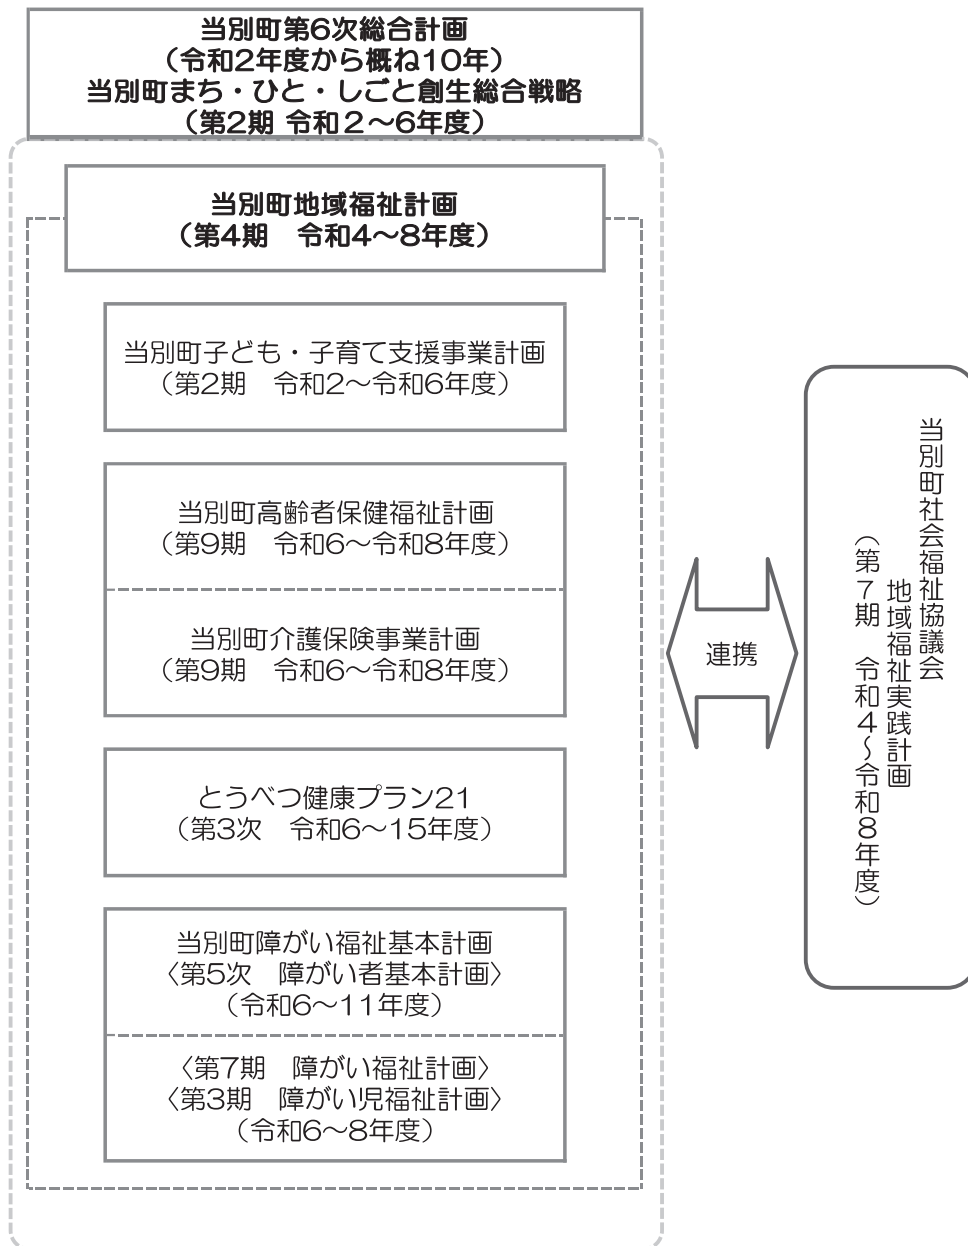 当別町第6次総合計画
（令和2年度から概ね10年）
当別町まち・ひと・しごと創生総合戦略
（第2期 令和２～6年度）
当別町地域福祉計画
（第4期　令和4～8年度）
当別町子ども・子育て支援事業計画
（第2期　令和2～令和6年度）
当別町高齢者保健福祉計画
（第9期　令和6～令和8年度）
当別町介護保険事業計画
（第9期　令和6～令和8年度）
とうべつ健康プラン21
（第3次　令和6～15年度）
当別町障がい福祉基本計画
〈第5次　障がい者基本計画〉
（令和6～11年度）
〈第7期　障がい福祉計画〉
〈第3期　障がい児福祉計画〉
（令和6～8年度）
連携
当別町社会福祉協議会
地域福祉実践計画
（第７期　令和４～令和８年度）